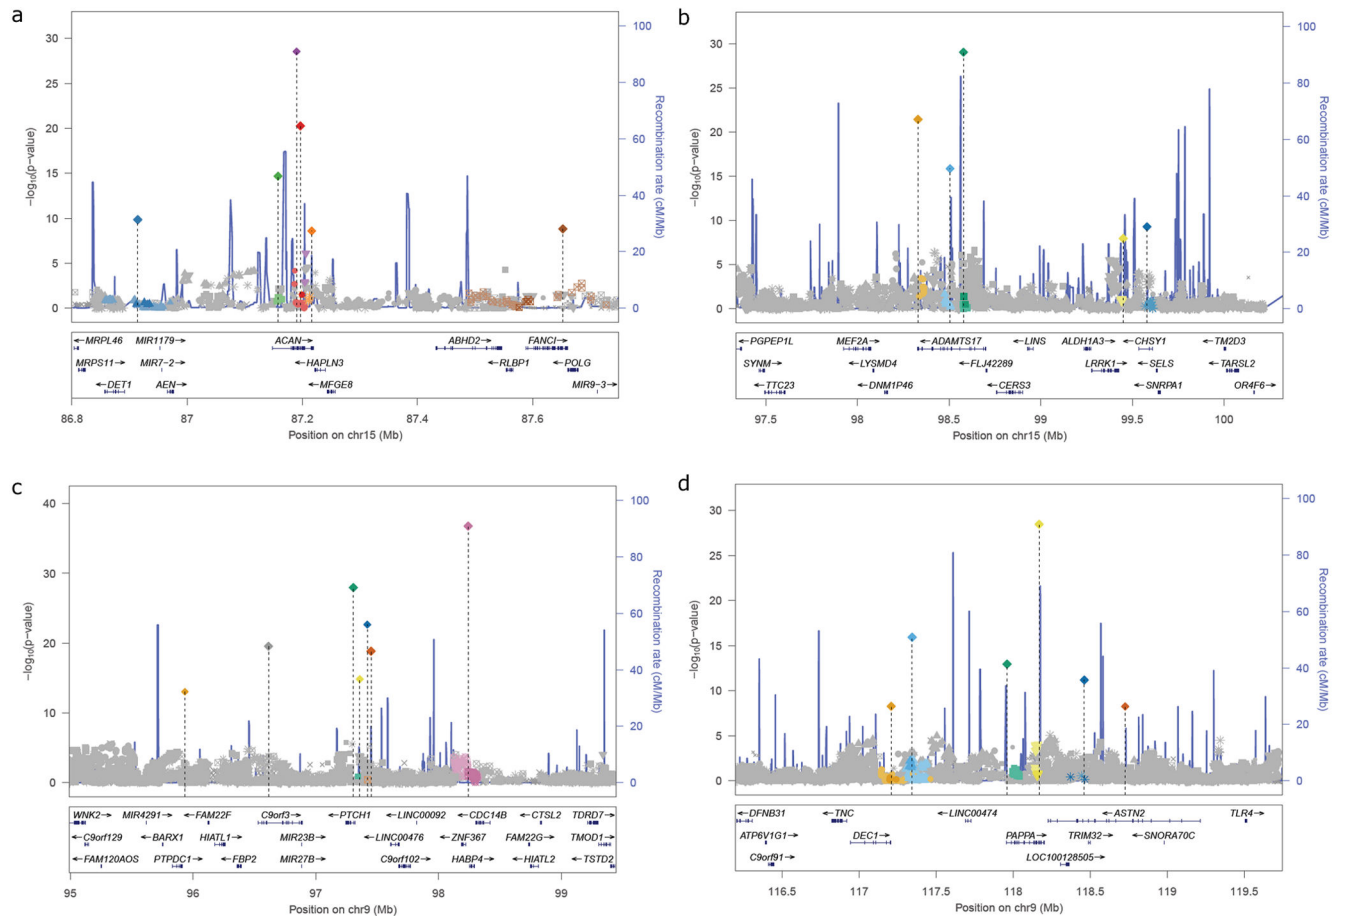 a
30
25
20
15
10
5
0
−log10(p−value)
100
80
60
40
20
0
Recombination rate (cM/Mb)
←MRPL46 MIR1179→ ACAN→ ABHD2→ FANCI→
MRPS11→ MIR7−2→ ←HAPLN3 ←RLBP1 ←POLG
←DET1 AEN→ ←MFGE8 MIR9−3→
86.8 87 87.2 87.4 87.6
Position on chr15 (Mb)
b
30
25
20
15
10
5
0
−log10(p−value)
100
80
60
40
20
0
Recombination rate (cM/Mb)
←PGPEP1L MEF2A→ ←ADAMTS17 ←LINS ALDH1A3→ ←CHSY1 TM2D3→
SYNM→ ←LYSMD4 ←FLJ42289 LRRK1→ ←SELS ←TARSL2
←TTC23 ←DNM1P46 ←CERS3 ←SNRPA1 OR4F6→
97.5 98 98.5 99 99.5 100
Position on chr15 (Mb)
c
40
30
20
10
0
−log10(p−value)
100
80
60
40
20
0
Recombination rate (cM/Mb)
WNK2→ MIR4291→ ←FAM22F C9orf3→ ←PTCH1 LINC00092→ ←CDC14B CTSL2→ TDRD7→
←C9orf129 ←BARX1 HIATL1→ MIR23B→ ←LINC00476 ←ZNF367 FAM22G→ TMOD1→
←FAM120AOS PTPDC1→ ←FBP2 MIR27B→ C9orf102→ HABP4→ ←HIATL2 ←TSTD2
95 96 97 98 99
Position on chr9 (Mb)
d
30
25
20
15
10
5
0
−log10(p−value)
100
80
60
40
20
0
Recombination rate (cM/Mb)
←DFNB31 ←TNC ←LINC00474 PAPPA→ ←ASTN2 TLR4→
ATP6V1G1→ DEC1→ TRIM32→ ←SNORA70C
C9orf91→ LOC100128505→
116.5 117 117.5 118 118.5 119 119.5
Position on chr9 (Mb)